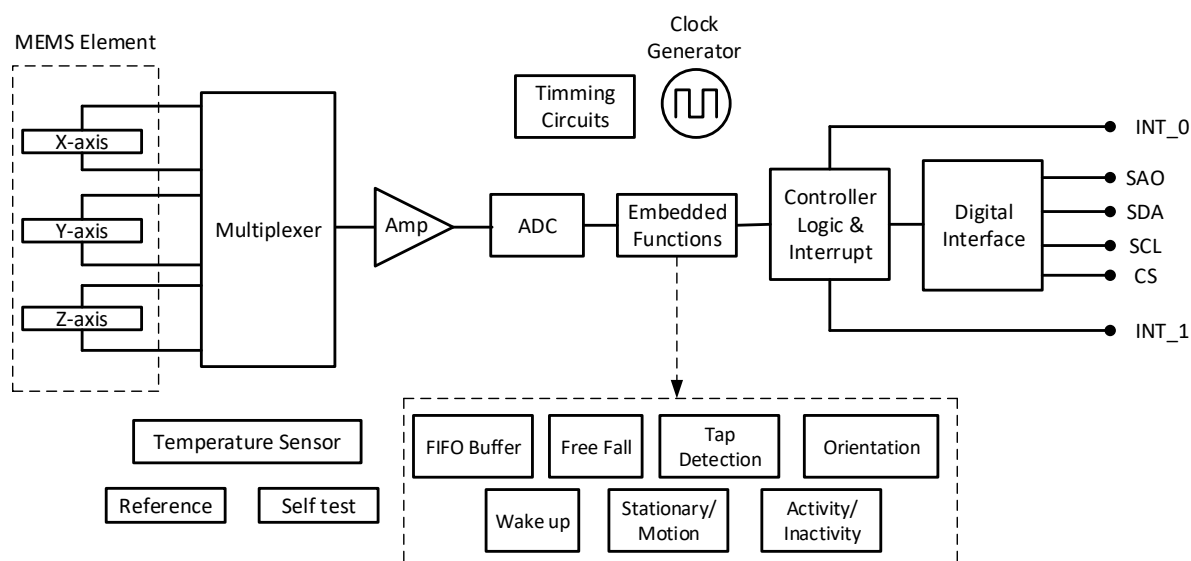 Clock
Generator
MEMS Element
Timming
Circuits
X-axis
Y-axis
Z-axis
Multiplexer
Amp
ADC
Embedded
Functions
Controller
Logic &
Interrupt
Digital
Interface
INT_0
SAO
SDA
SCL
CS
INT_1
Temperature Sensor
Reference
Self test
FIFO Buffer
Free Fall
Tap
Detection
Orientation
Wake up
Stationary/
Motion
Activity/
Inactivity